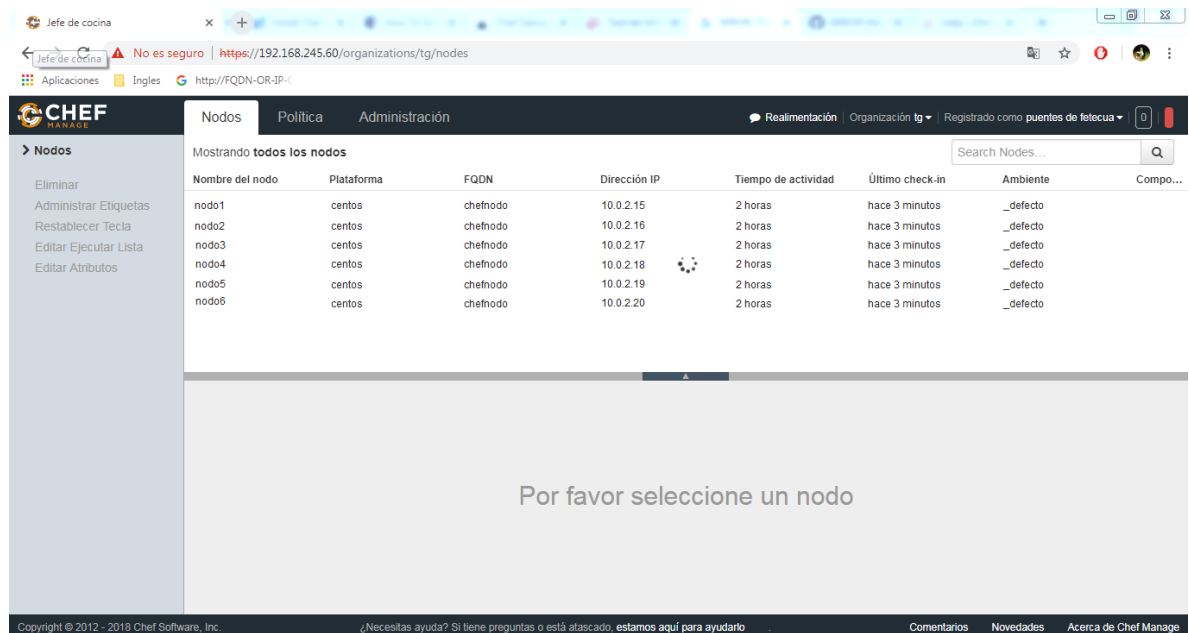 Jefe de cocina
Jefe de cocina
No es seguro | https://192.168.245.60/organizations/tg/nodes
Aplicaciones Ingles http://FQDN-OR-IP-
CHEF MANAGE
Nodos Política Administración
Realimentación Organización tg Registrado como puentes de fetecua 0
Nodos
Eliminar
Administrar Etiquetas
Restablecer Tecla
Editar Ejecutar Lista
Editar Atributos
Mostrando todos los nodos
Search Nodes...
Nombre del nodo Plataforma FQDN Dirección IP Tiempo de actividad Último check-in Ambiente Compo...
nodo1 centos chefnodo 10.0.2.15 2 horas hace 3 minutos _defecto
nodo2 centos chefnodo 10.0.2.16 2 horas hace 3 minutos _defecto
nodo3 centos chefnodo 10.0.2.17 2 horas hace 3 minutos _defecto
nodo4 centos chefnodo 10.0.2.18 2 horas hace 3 minutos _defecto
nodo5 centos chefnodo 10.0.2.19 2 horas hace 3 minutos _defecto
nodo6 centos chefnodo 10.0.2.20 2 horas hace 3 minutos _defecto
Por favor seleccione un nodo
Copyright © 2012 - 2018 Chef Software, Inc. ¿Necesitas ayuda? Si tiene preguntas o está atascado, estamos aquí para ayudarlo . Comentarios Novedades Acerca de Chef Manage